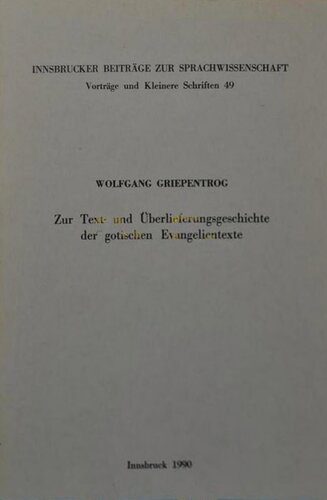 INNSBRUCKER BEITRÄGE ZUR SPRACHWISSENSCHAFT
Vorträge und Kleinere Schriften 49
WOLFGANG GRIEPENTROG
Zur Text- und Überlieferungsgeschichte
der gotischen Evangelientexte
Innsbruck 1990